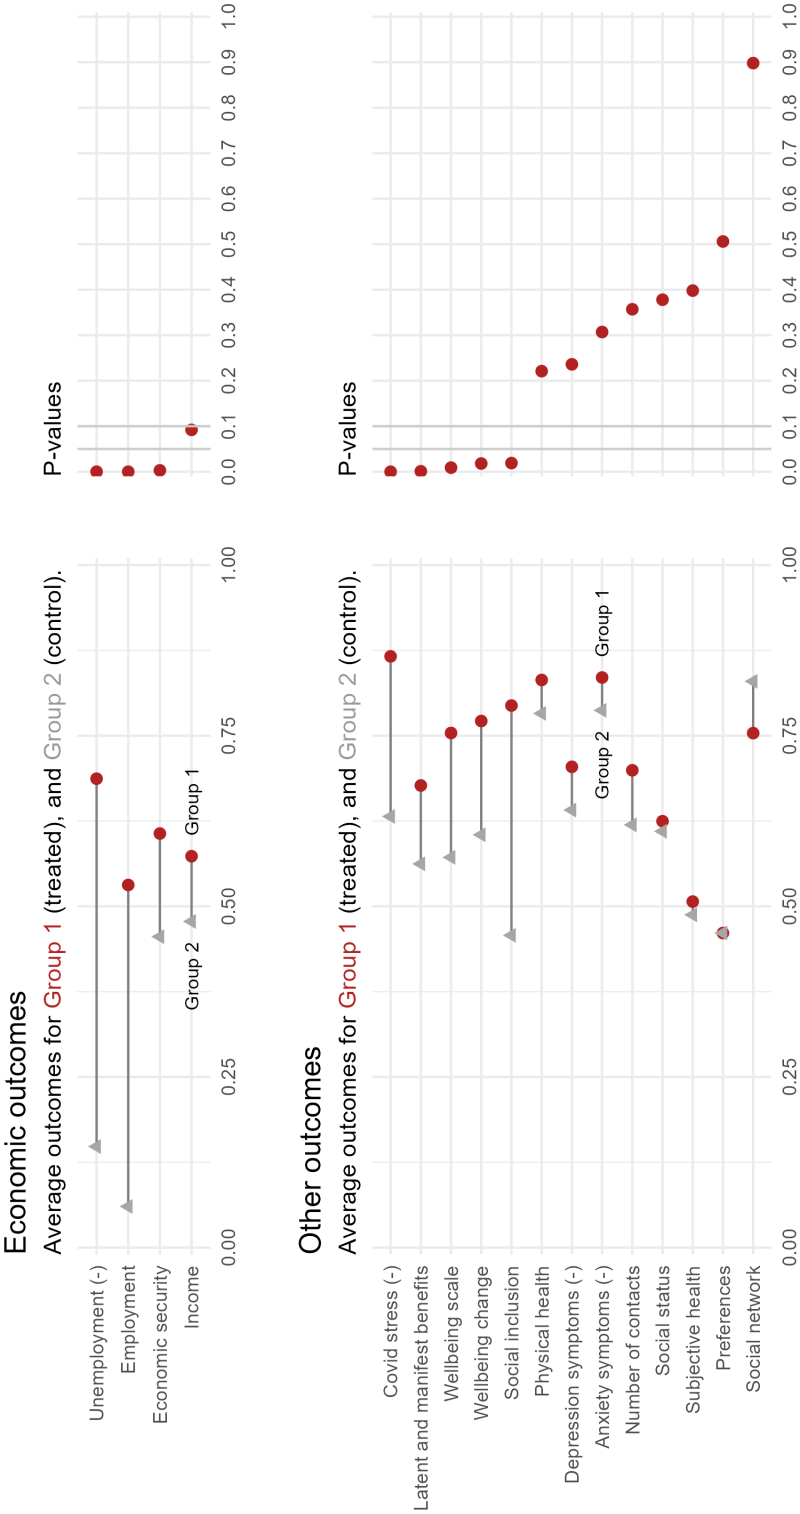 Economic outcomes
Average outcomes for Group 1 (treated), and Group 2 (control).
P-values
Unemployment (-)
Employment
Economic security
Income
Group 2
Group 1
0.00 0.25 0.50 0.75 1.00
0.0 0.1 0.2 0.3 0.4 0.5 0.6 0.7 0.8 0.9 1.0
Other outcomes
Average outcomes for Group 1 (treated), and Group 2 (control).
P-values
Covid stress (-)
Latent and manifest benefits
Wellbeing scale
Wellbeing change
Social inclusion
Physical health
Depression symptoms (-)
Anxiety symptoms (-)
Group 2
Group 1
Number of contacts
Social status
Subjective health
Preferences
Social network
0.00 0.25 0.50 0.75 1.00
0.0 0.1 0.2 0.3 0.4 0.5 0.6 0.7 0.8 0.9 1.0